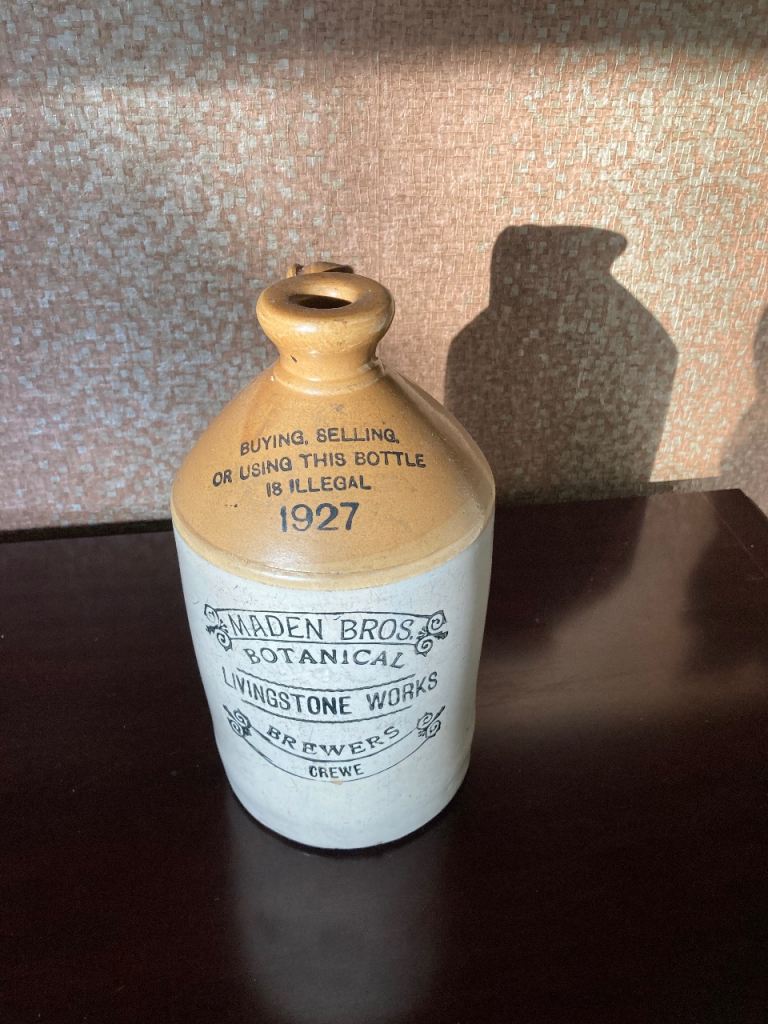 BUYING, SELLING,
OR USING THIS BOTTLE
IS ILLEGAL
1927
MADEN BROS.
BOTANICAL
LIVINGSTONE WORKS
BREWERS
CREWE